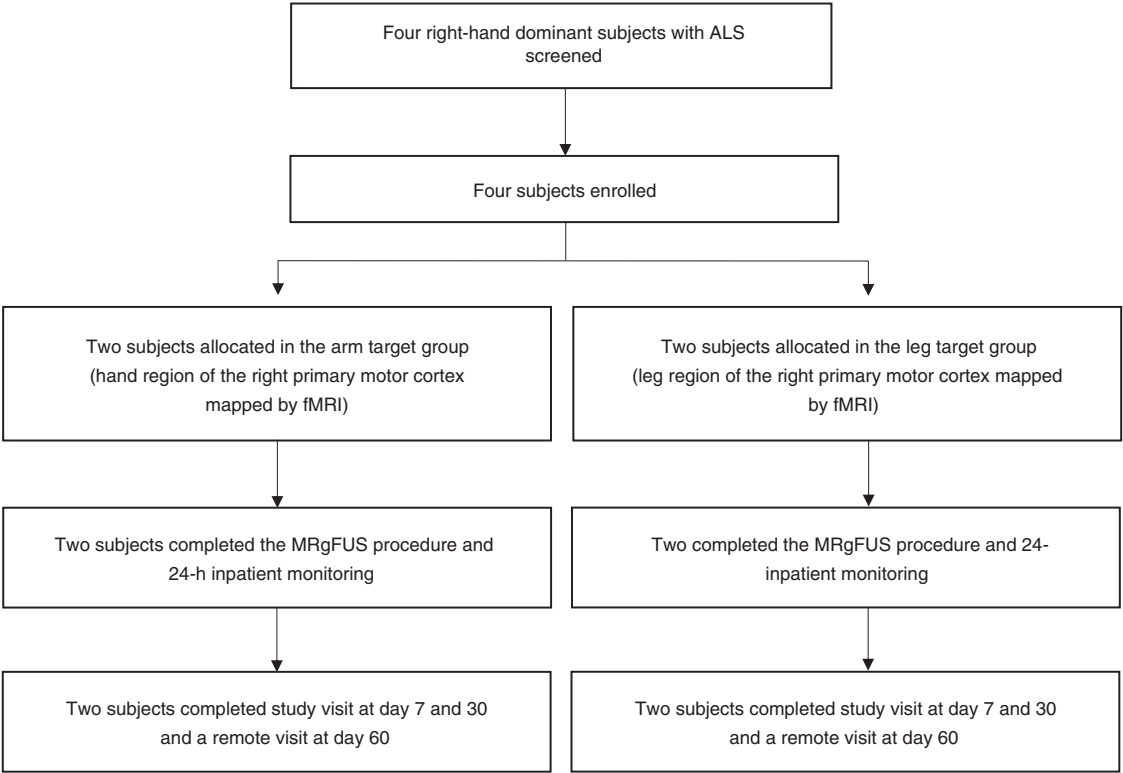 Four right-hand dominant subjects with ALS
screened
Four subjects enrolled
Two subjects allocated in the arm target group
(hand region of the right primary motor cortex
mapped by fMRI)
Two subjects allocated in the leg target group
(leg region of the right primary motor cortex mapped
by fMRI)
Two subjects completed the MRgFUS procedure and
24-h inpatient monitoring
Two completed the MRgFUS procedure and 24-
inpatient monitoring
Two subjects completed study visit at day 7 and 30
and a remote visit at day 60
Two subjects completed study visit at day 7 and 30
and a remote visit at day 60